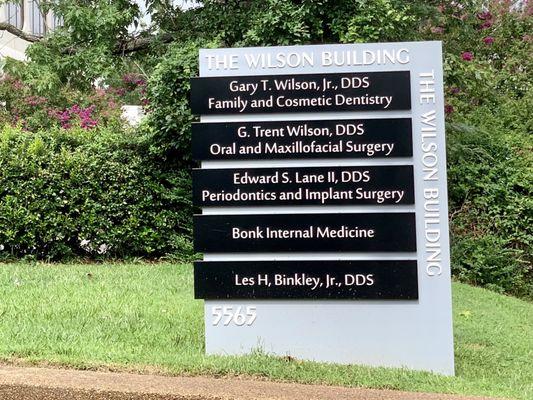 THE WILSON BUILDING
Gary T. Wilson, Jr., DDS
Family and Cosmetic Dentistry
G. Trent Wilson, DDS
Oral and Maxillofacial Surgery
Edward S. Lane II, DDS
Periodontics and Implant Surgery
Bonk Internal Medicine
Les H, Binkley, Jr., DDS
5565
THE WILSON BUILDING